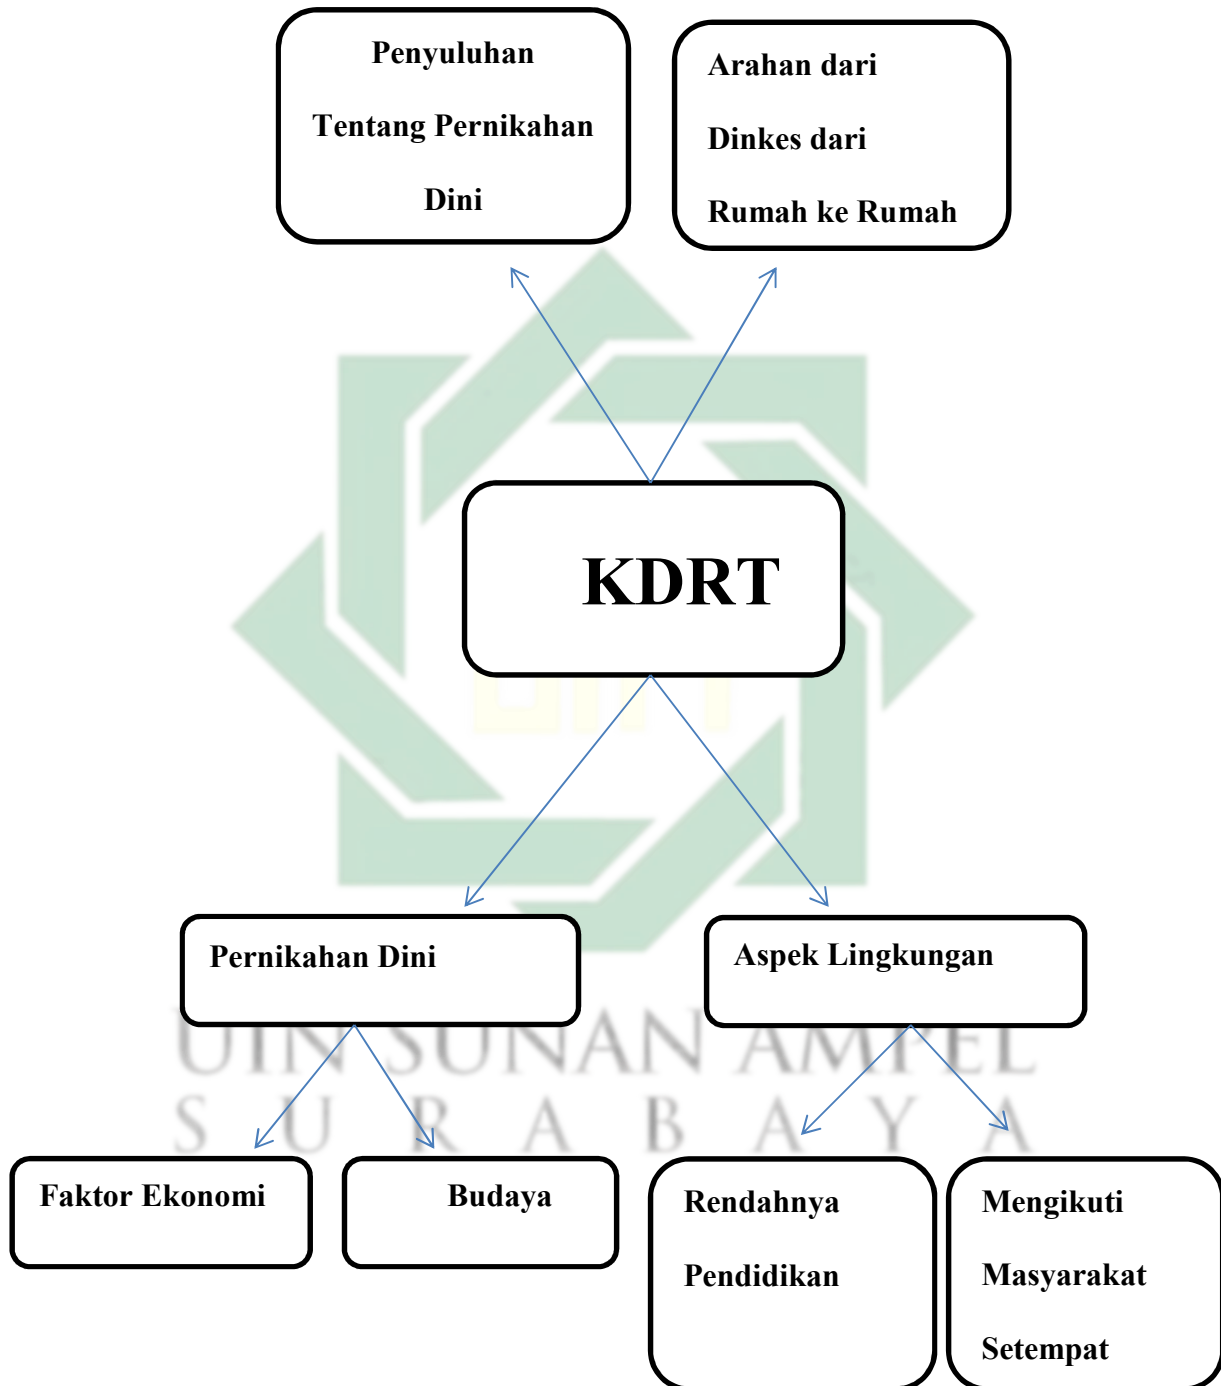 Penyuluhan
Tentang Pernikahan
Dini
Arahan dari
Dinkes dari
Rumah ke Rumah
KDRT
Pernikahan Dini
Aspek Lingkungan
UIN SUNAN AMPEL
SURABAYA
Faktor Ekonomi
Budaya
Rendahnya
Pendidikan
Mengikuti
Masyarakat
Setempat